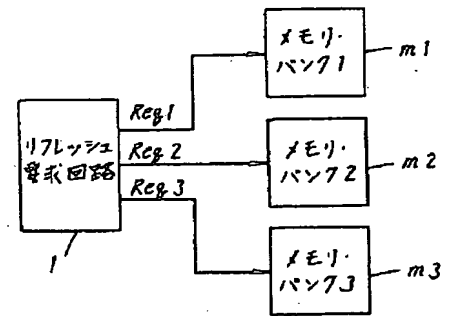 メモリ・
バンク1
m1
Req1
リフレッシュ
要求回路
Req2
メモリ・
バンク2
m2
Req3
1
メモリ・
バンク3
m3